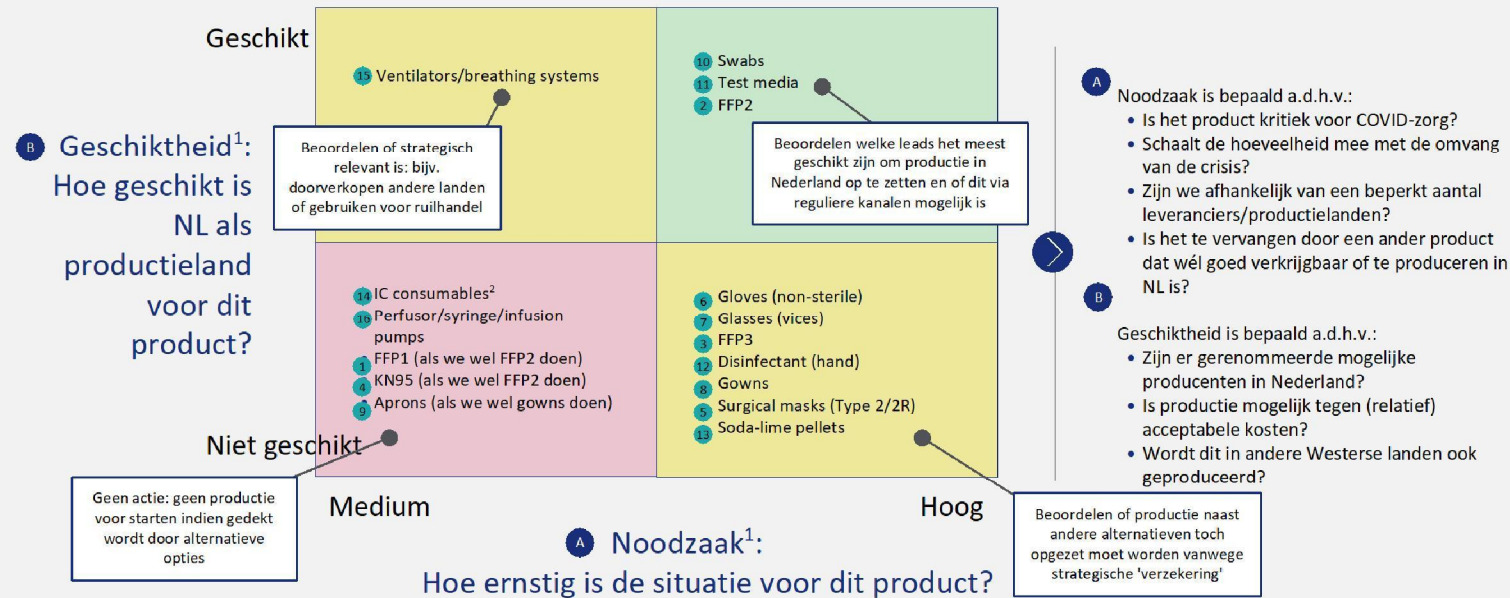 Geschikt
B Geschiktheid¹:
Hoe geschikt is
NL als
productieland
voor dit
product?
15 Ventilators/breathing systems
Beoordelen of strategisch
relevant is: bijv.
doorverkopen andere landen
of gebruiken voor ruilhandel
10 Swabs
11 Test media
2 FFP2
Beoordelen welke leads het meest
geschikt zijn om productie in
Nederland op te zetten en of dit via
reguliere kanalen mogelijk is
14 IC consumables²
16 Perfusor/syringe/infusion
pumps
1 FFP1 (als we wel FFP2 doen)
4 KN95 (als we wel FFP2 doen)
9 Aprons (als we wel gowns doen)
6 Gloves (non-sterile)
7 Glasses (vices)
3 FFP3
12 Disinfectant (hand)
8 Gowns
5 Surgical masks (Type 2/2R)
13 Soda-lime pellets
Niet geschikt
Geen actie: geen productie
voor starten indien gedekt
wordt door alternatieve
opties
Medium
Hoog
Beoordelen of productie naast
andere alternatieven toch
opgezet moet worden vanwege
strategische 'verzekering'
A Noodzaak¹:
Hoe ernstig is de situatie voor dit product?
A
Noodzaak is bepaald a.d.h.v.:
• Is het product kritiek voor COVID-zorg?
• Schaalt de hoeveelheid mee met de omvang
van de crisis?
• Zijn we afhankelijk van een beperkt aantal
leveranciers/productielanden?
• Is het te vervangen door een ander product
dat wél goed verkrijgbaar of te produceren in
NL is?
B
Geschiktheid is bepaald a.d.h.v.:
• Zijn er gerenommeerde mogelijke
producenten in Nederland?
• Is productie mogelijk tegen (relatief)
acceptabele kosten?
• Wordt dit in andere Westerse landen ook
geproduceerd?